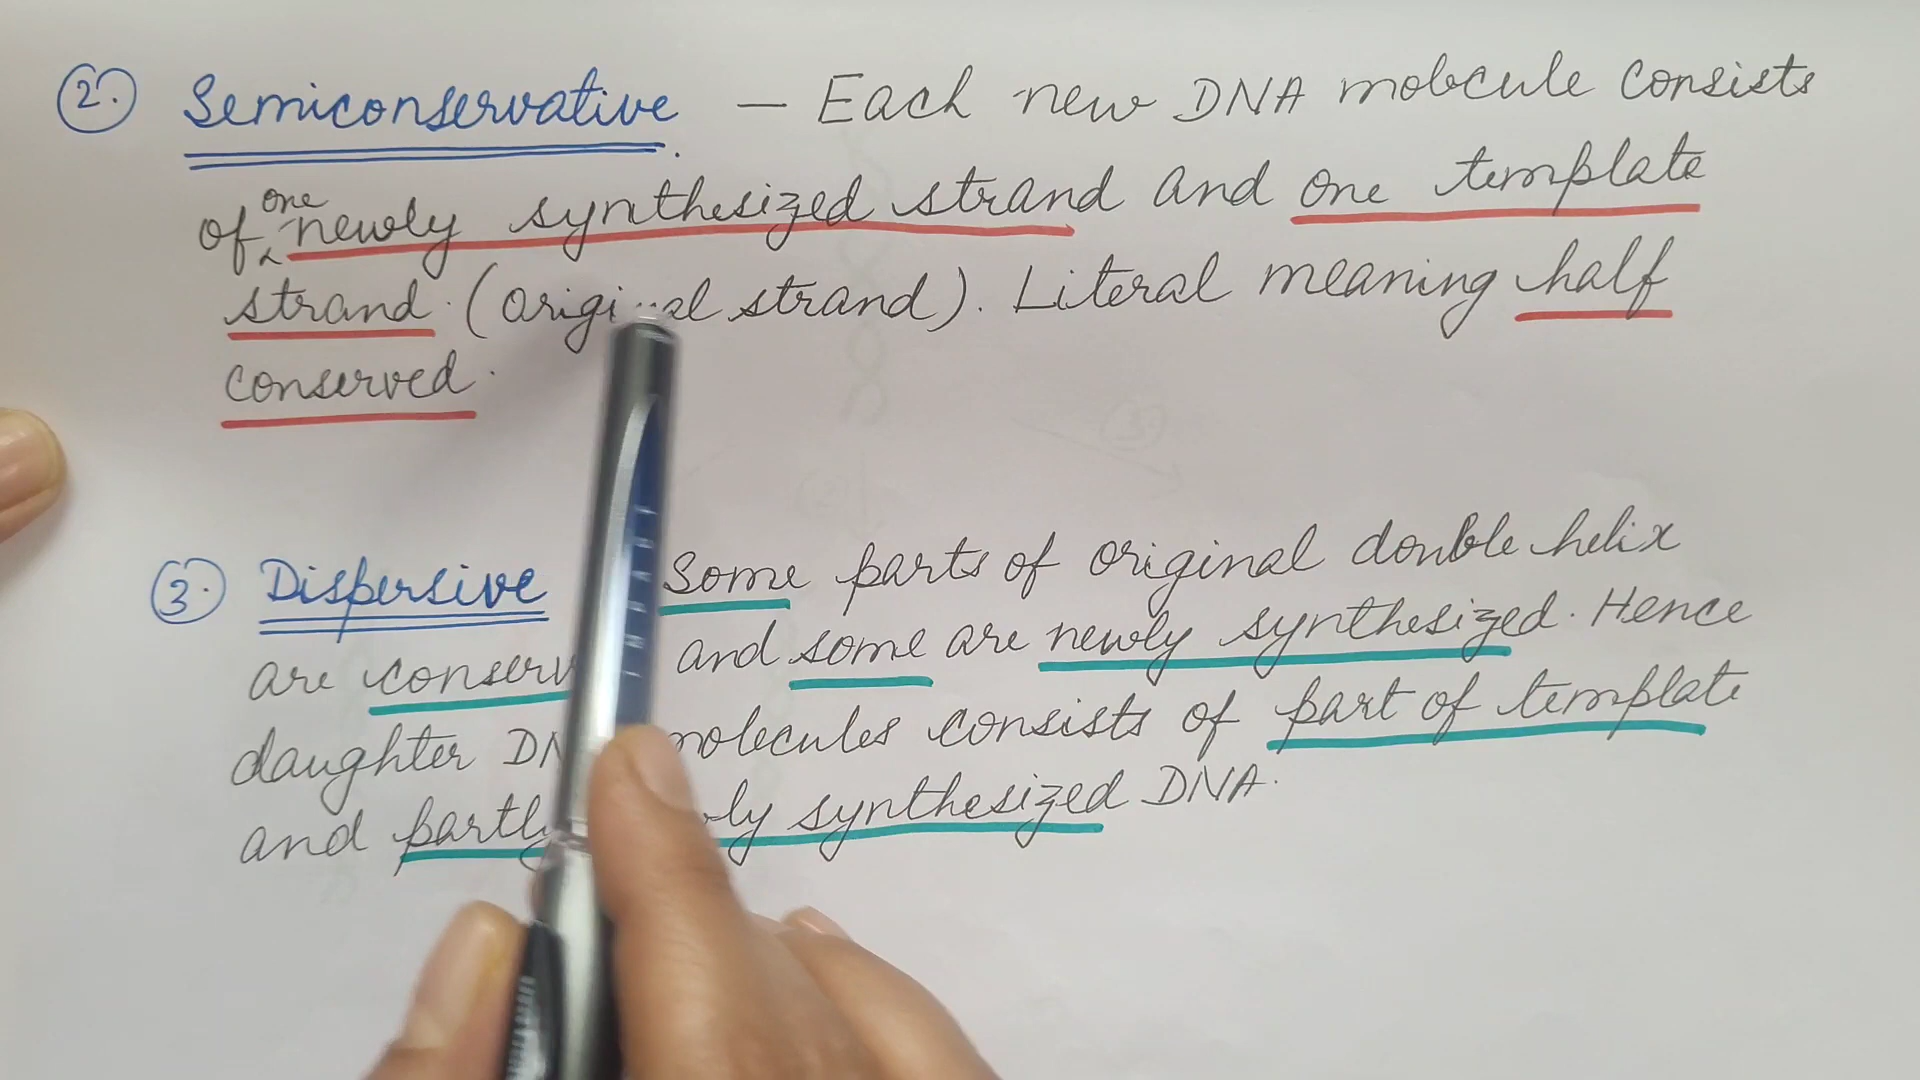 2. Semiconservative. — Each new DNA molecule consists
of one newly synthesized strand and one template
strand. (original strand). Literal meaning half
conserved.
3. Dispersive Some parts of original double helix
are and some are newly synthesized. Hence
daughter molecules consists of part of template
and partly synthesized DNA.